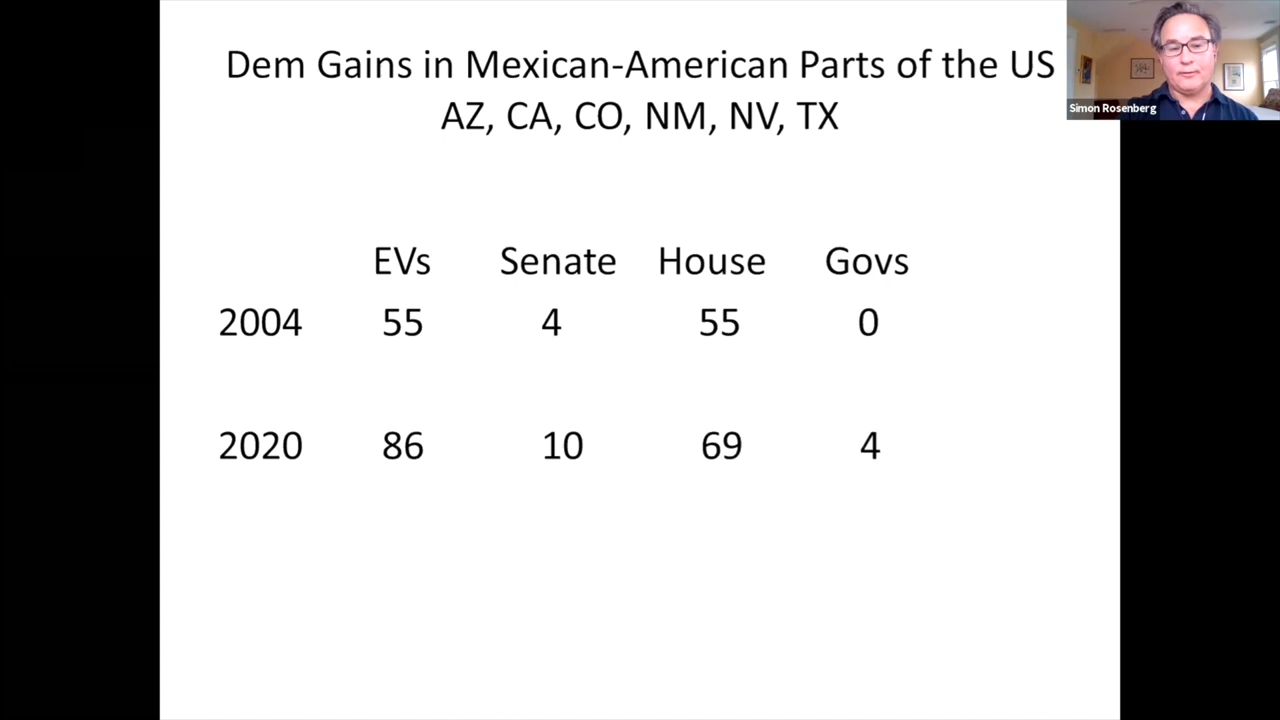 Dem Gains in Mexican-American Parts of the US
AZ, CA, CO, NM, NV, TX
Simon Rosenberg
EVs Senate House Govs
2004 55 4 55 0
2020 86 10 69 4